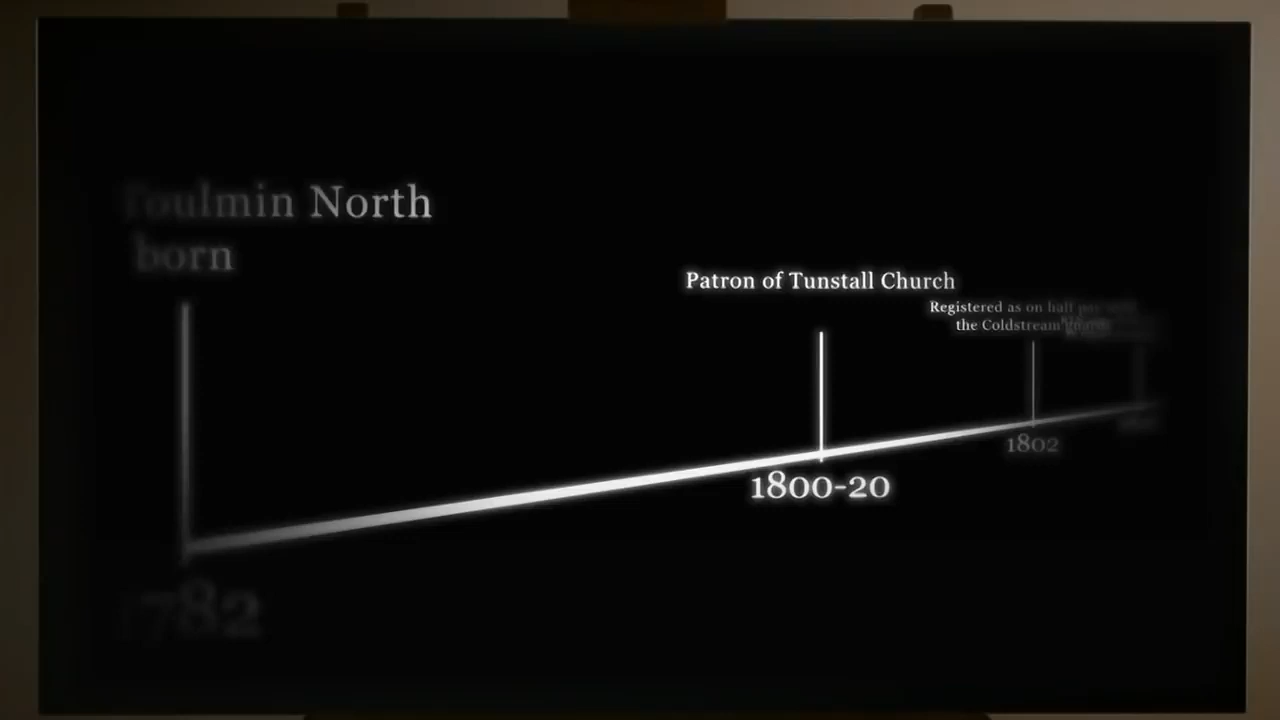 Toulmin North
born
1782
Patron of Tunstall Church
1800-20
Registered as on half pay with
the Coldstream guards
1802